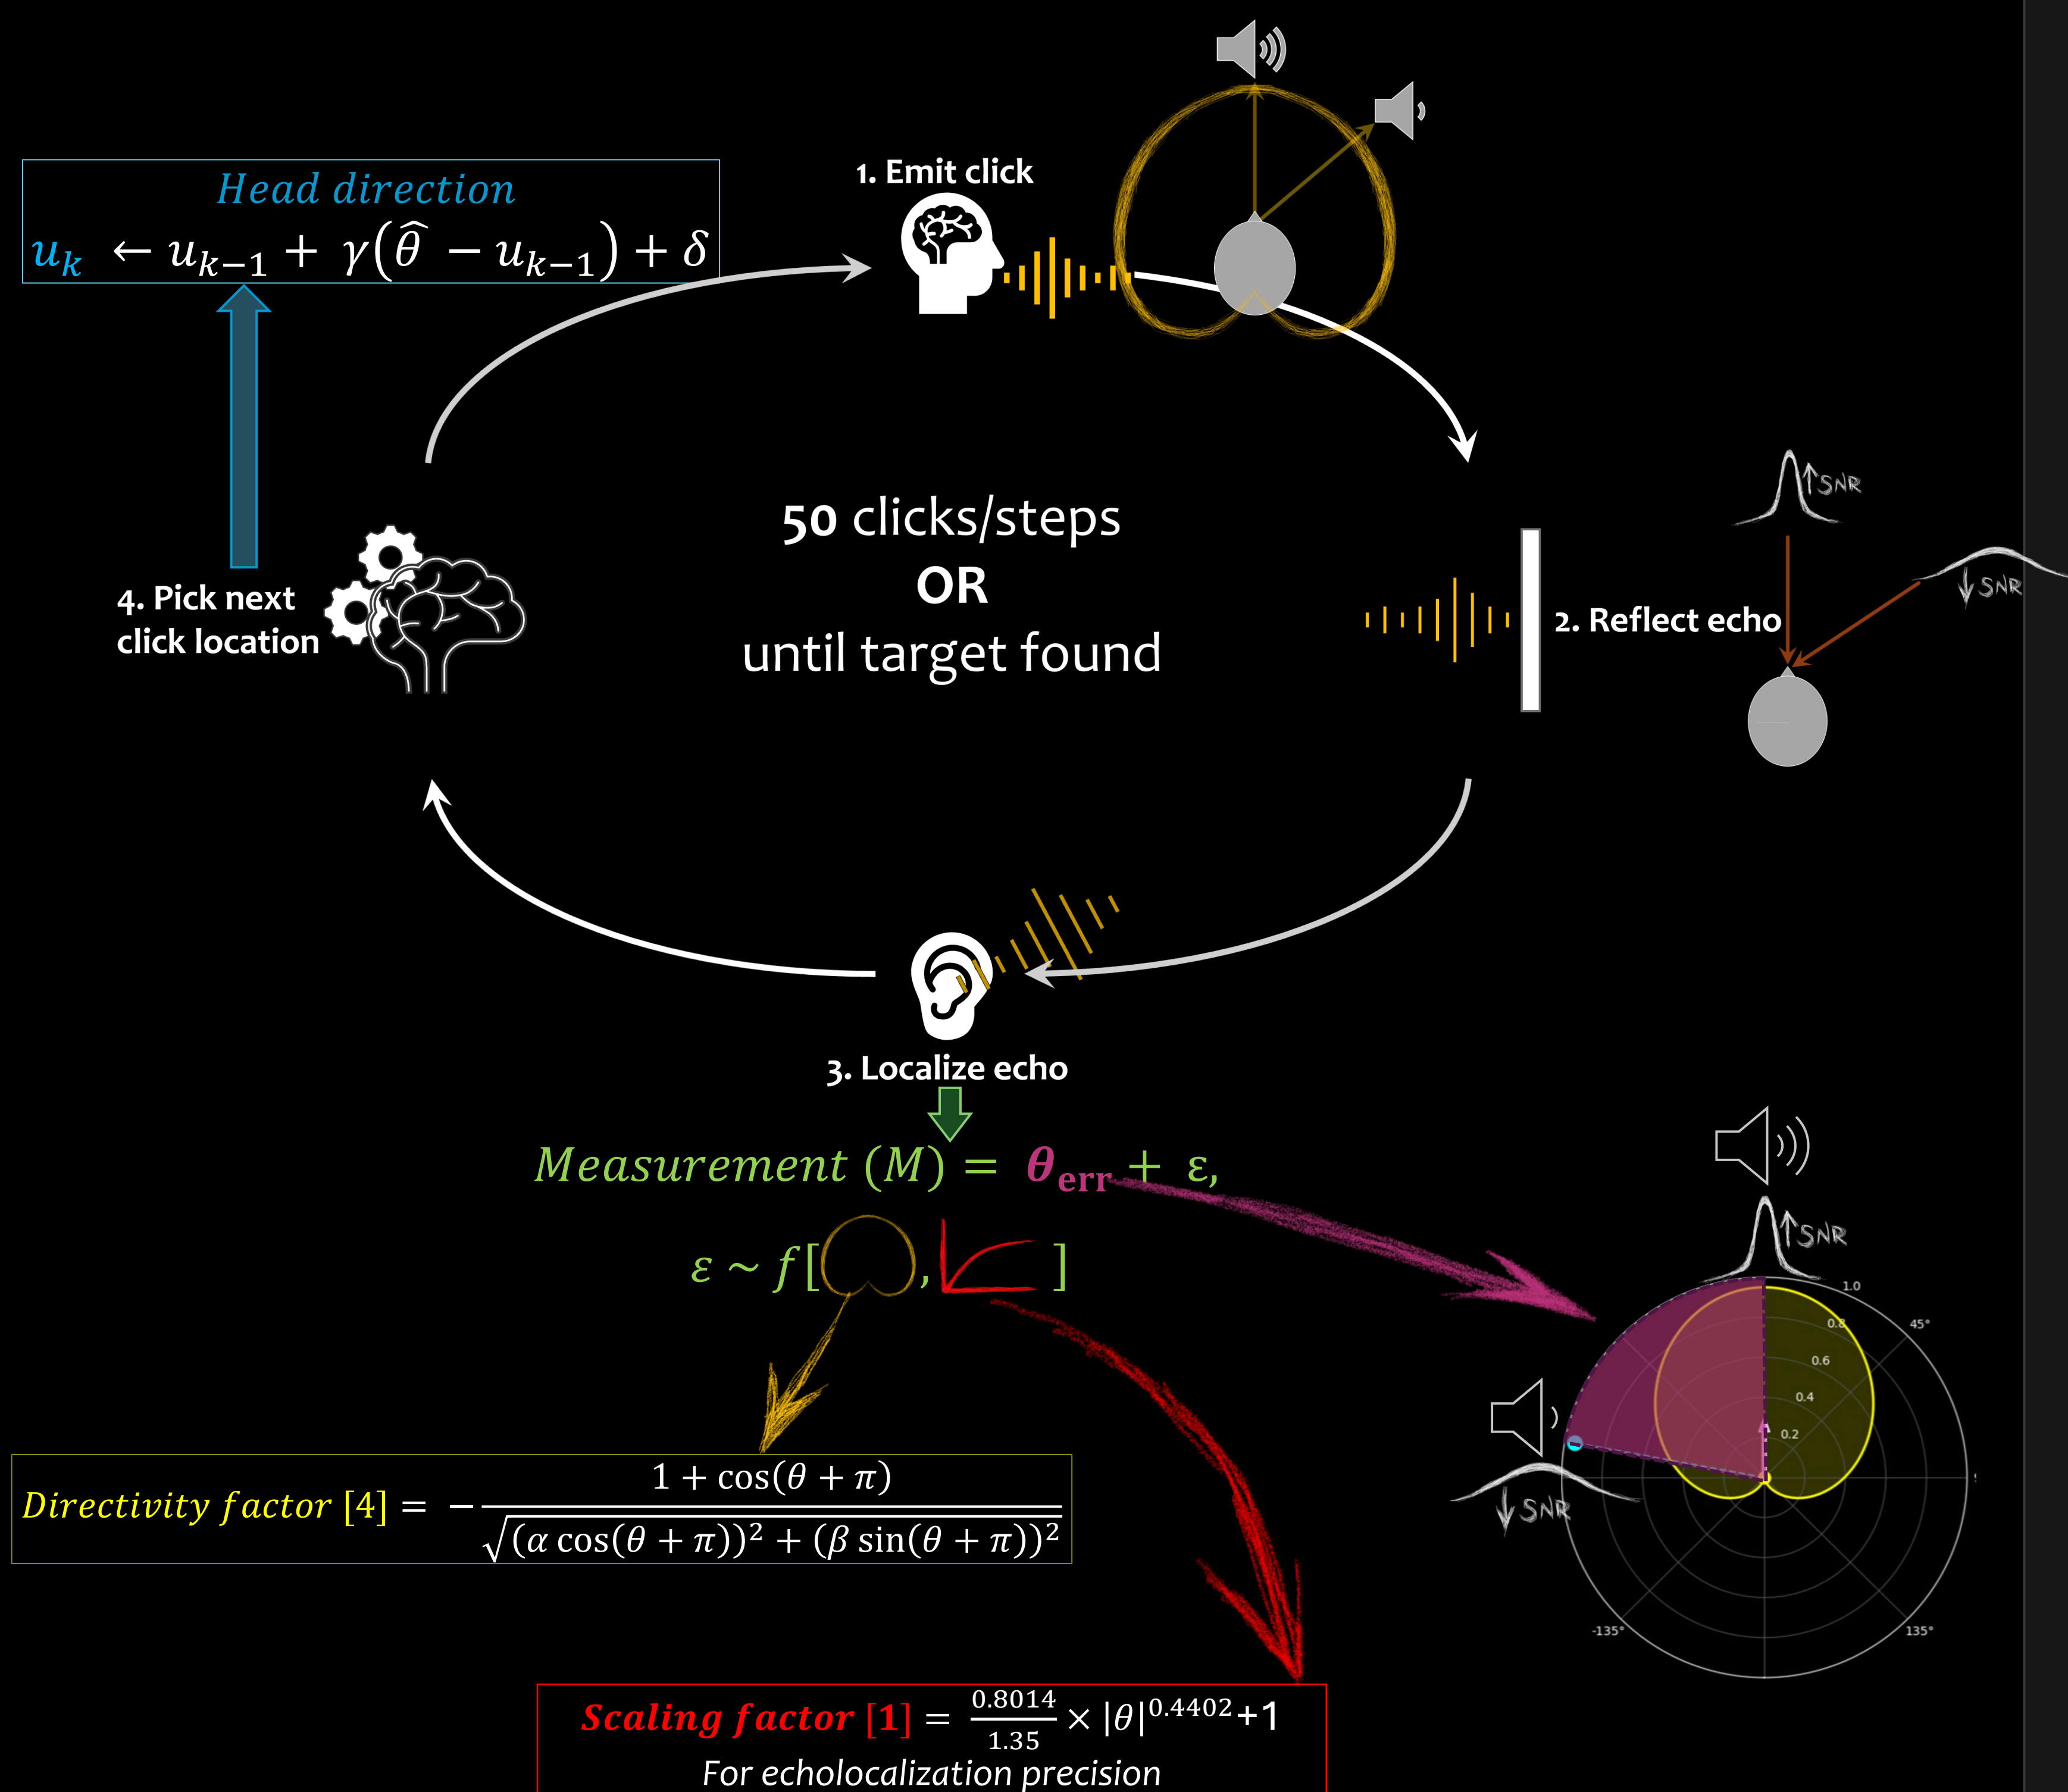 Head direction
u_k ← u_{k−1} + γ(θ̂ − u_{k−1}) + δ
1. Emit click
50 clicks/steps
OR
until target found
↑SNR
↓ SNR
2. Reflect echo
4. Pick next
click location
3. Localize echo
Measurement (M) = θ_err + ε,
ε ~ f[ , ]
↑SNR
1.0
0.8
0.6
0.4
0.2
45°
↓ SNR
-135°
135°
Directivity factor [4] = − (1 + cos(θ + π)) / √((α cos(θ + π))² + (β sin(θ + π))²)
Scaling factor [1] = 0.8014/1.35 × |θ|^0.4402+1
For echolocalization precision